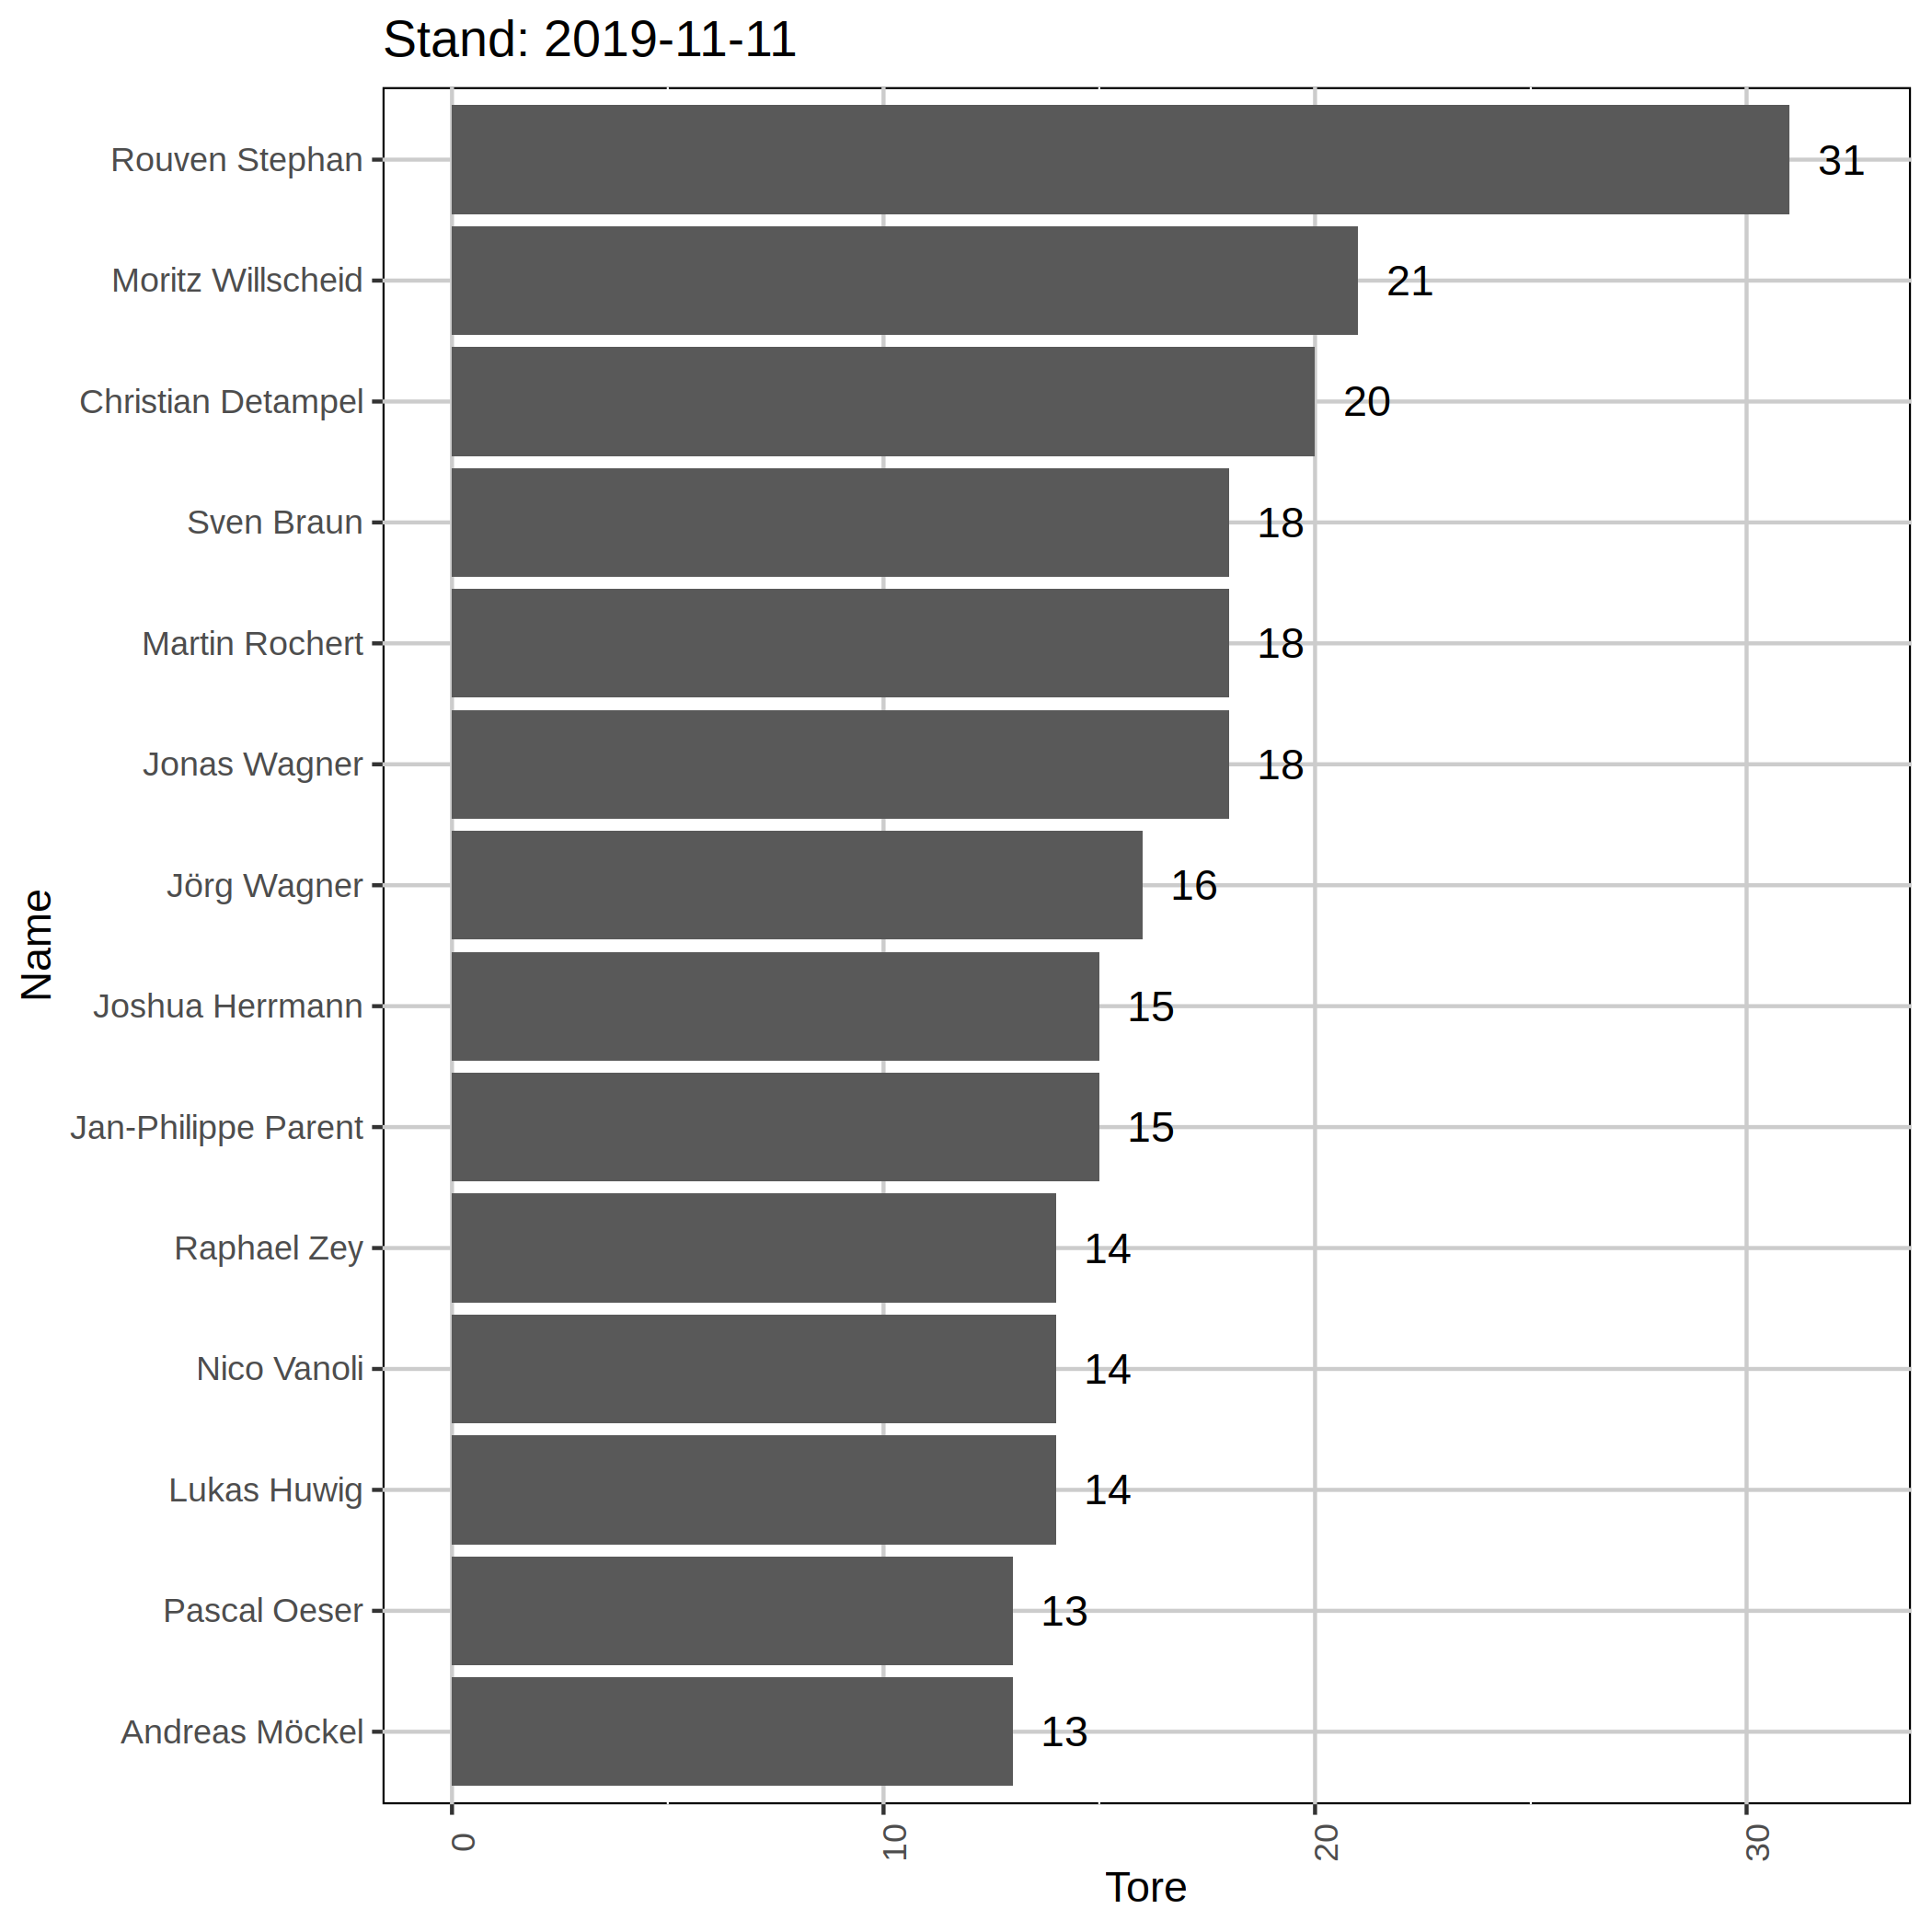 Stand: 2019-11-11
Rouven Stephan 31
Moritz Willscheid 21
Christian Detampel 20
Sven Braun 18
Martin Rochert 18
Jonas Wagner 18
Jörg Wagner 16
Joshua Herrmann 15
Jan-Philippe Parent 15
Raphael Zey 14
Nico Vanoli 14
Lukas Huwig 14
Pascal Oeser 13
Andreas Möckel 13
Name
0 10 20 30
Tore